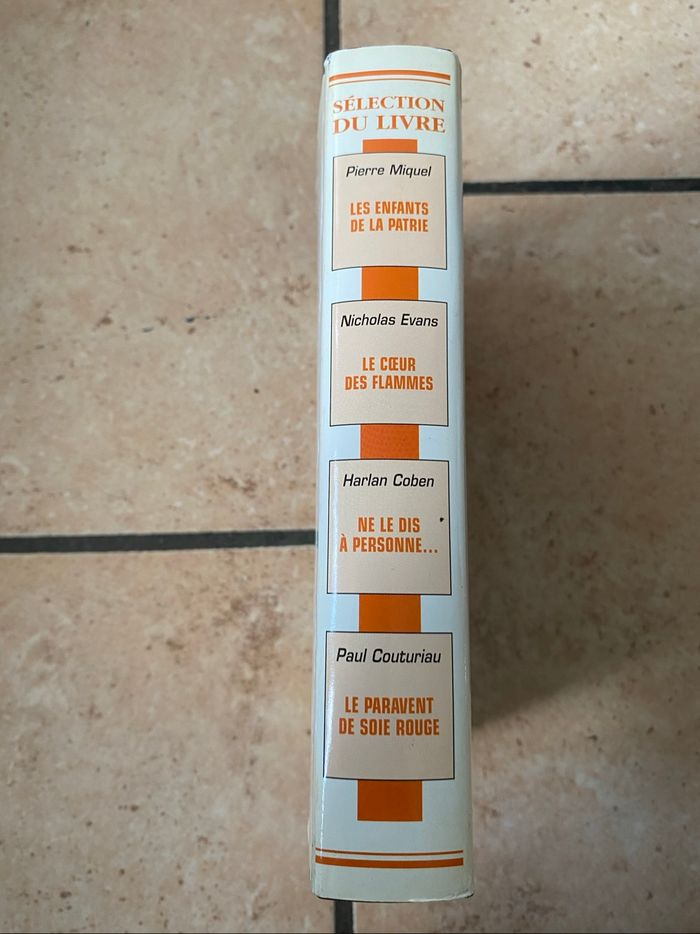 SÉLECTION
DU LIVRE
Pierre Miquel
LES ENFANTS
DE LA PATRIE
Nicholas Evans
LE CŒUR
DES FLAMMES
Harlan Coben
NE LE DIS
À PERSONNE...
Paul Couturiau
LE PARAVENT
DE SOIE ROUGE